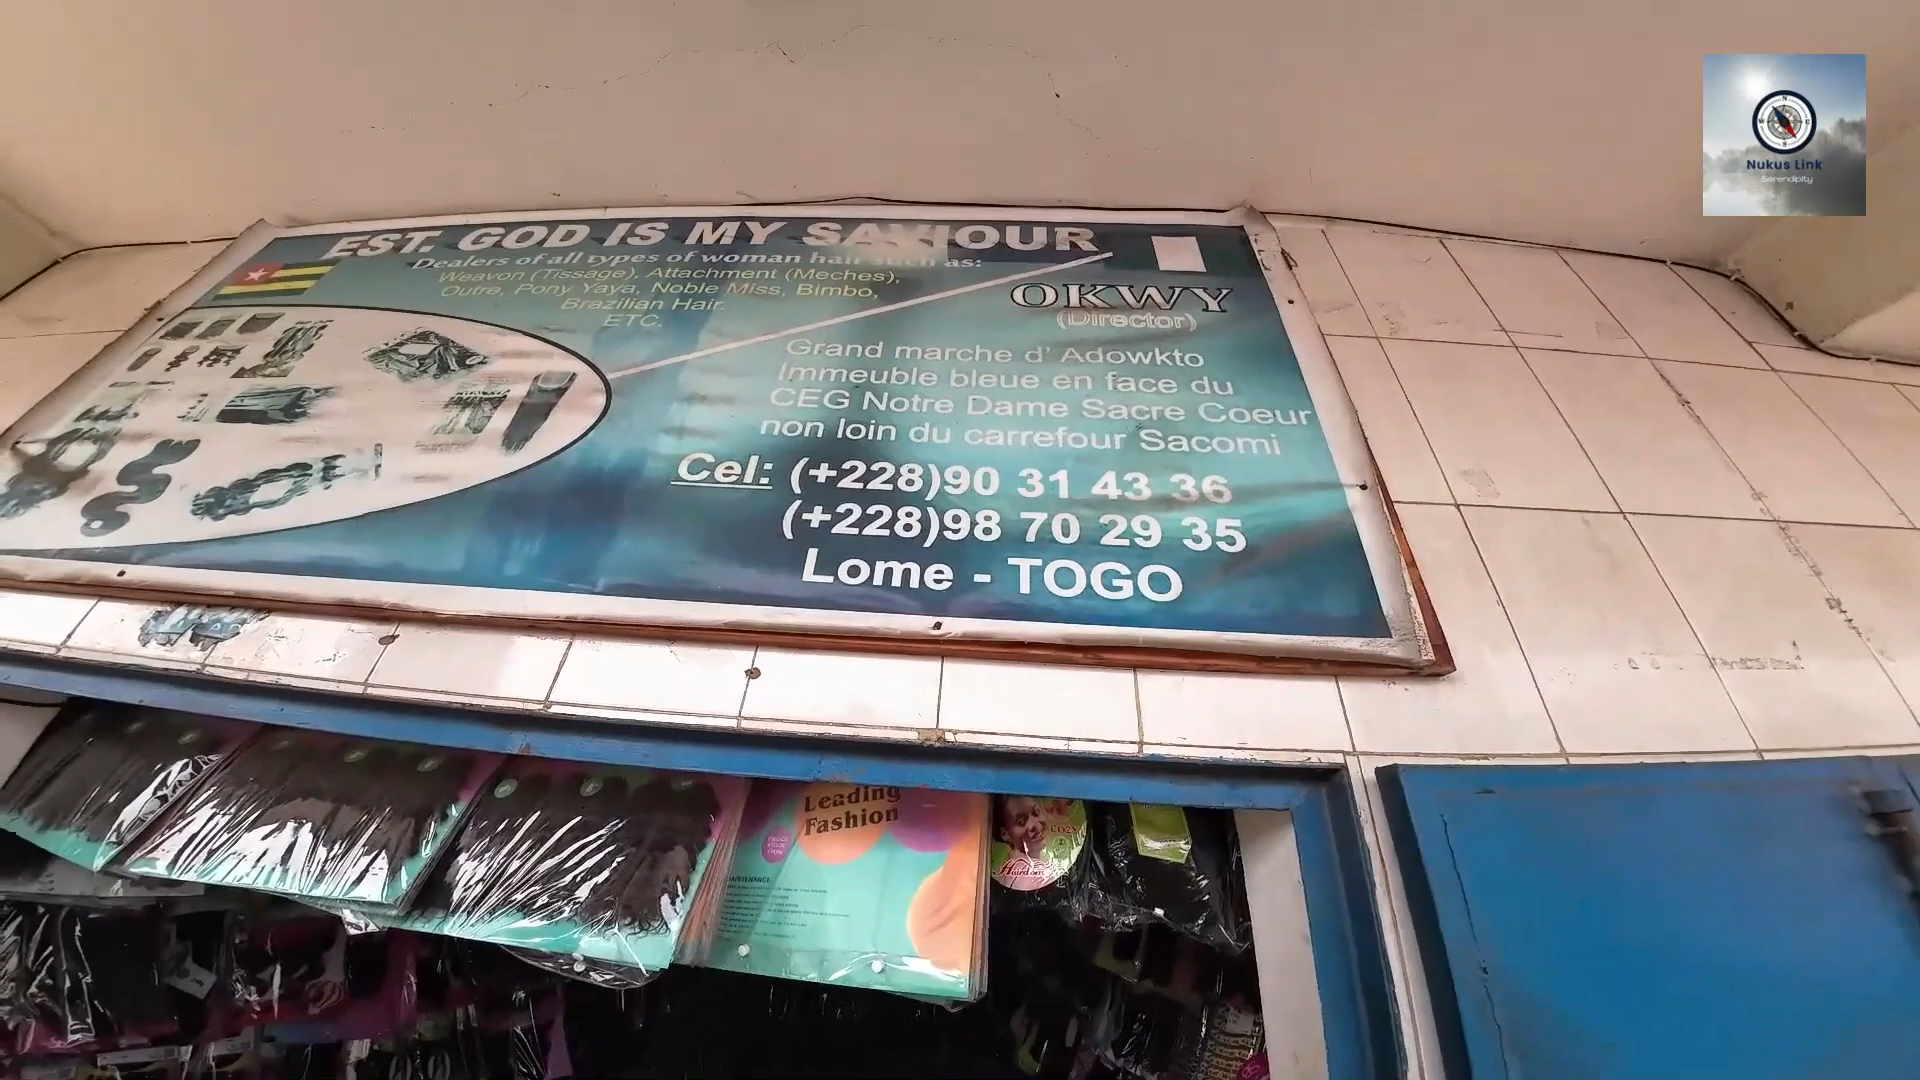 EST. GOD IS MY SAVIOUR
Dealers of all types of woman hair such as:
Weavon (Tissage), Attachment (Meches),
Outre, Pony Yaya, Noble Miss, Bimbo,
Brazilian Hair.
ETC.
OKWY
(Director)
Grand marche d' Adowkto
Immeuble bleue en face du
CEG Notre Dame Sacre Coeur
non loin du carrefour Sacomi
Cel: (+228)90 31 43 36
(+228)98 70 29 35
Lome - TOGO
Leading
Fashion
MAINTENANCE
COZY
Nukus Link
Serendipity